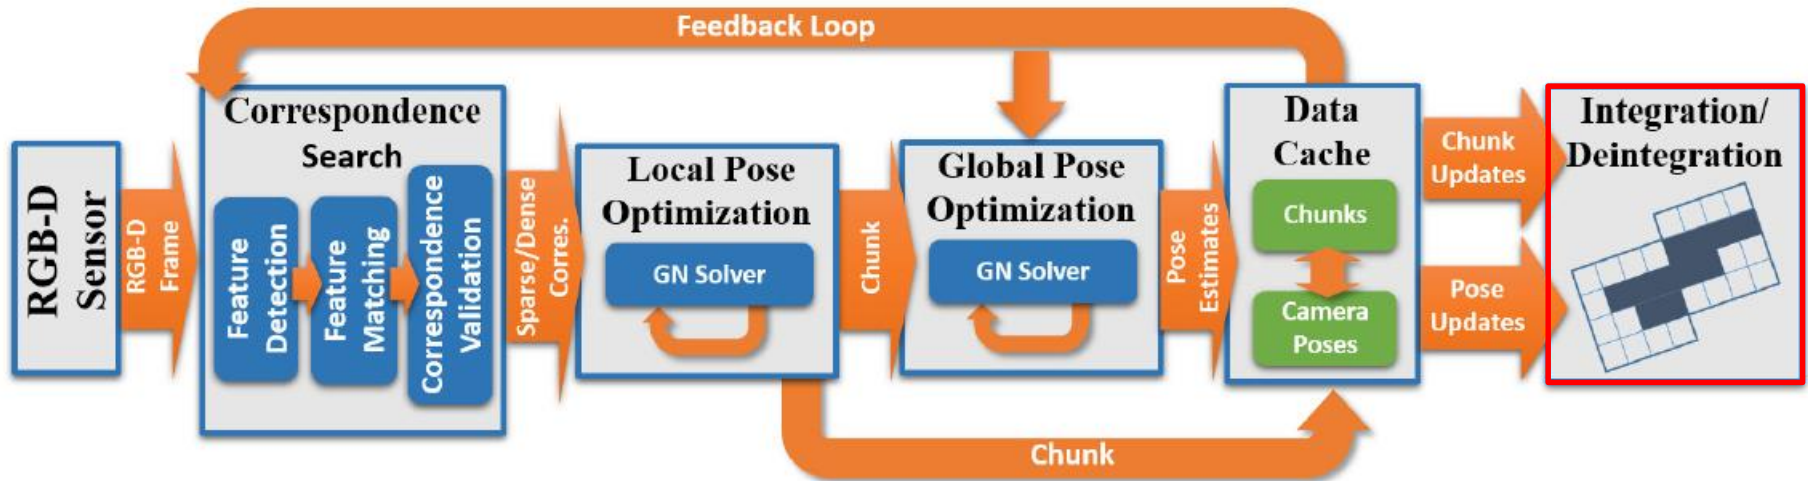 Feedback Loop
RGB-D
Sensor
RGB-D
Frame
Correspondence
Search
Feature
Detection
Feature
Matching
Correspondence
Validation
Sparse/Dense
Corres.
Local Pose
Optimization
GN Solver
Chunk
Global Pose
Optimization
GN Solver
Pose
Estimates
Data
Cache
Chunks
Camera
Poses
Chunk
Updates
Pose
Updates
Integration/
Deintegration
Chunk